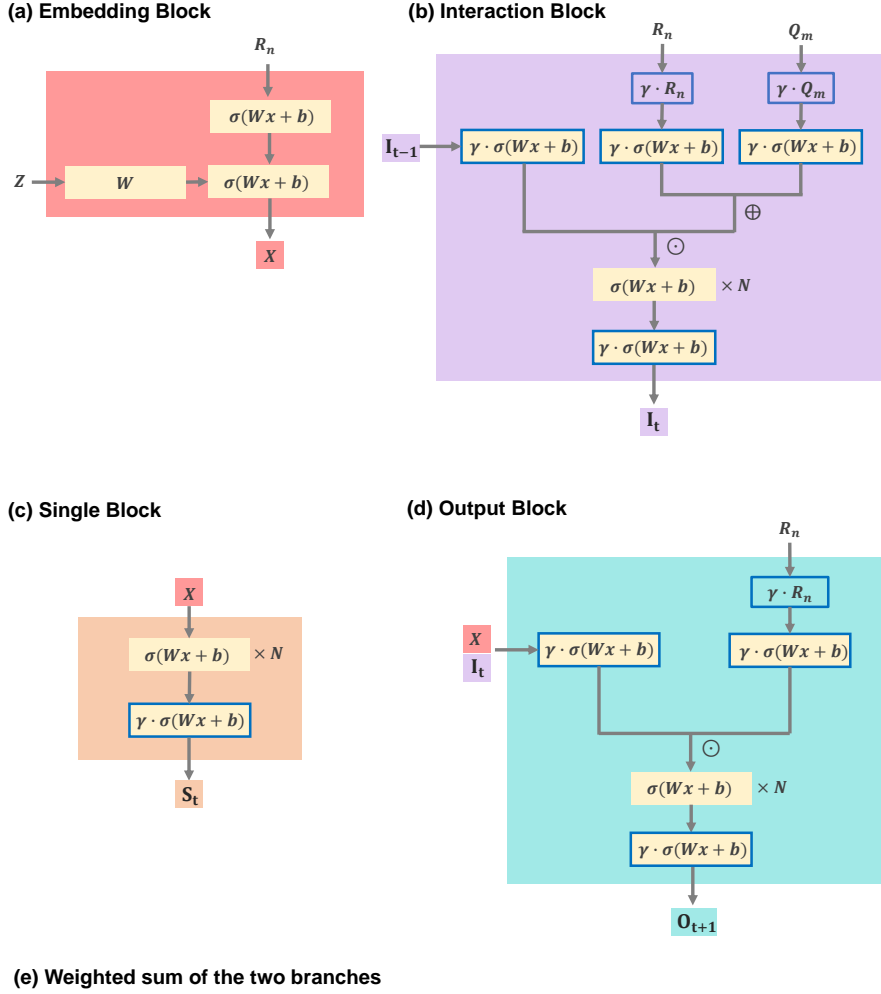 (a) Embedding Block
R_n
σ(Wx + b)
Z
W
σ(Wx + b)
X
(b) Interaction Block
R_n
Q_m
γ · R_n
γ · Q_m
I_{t−1}
γ · σ(Wx + b)
γ · σ(Wx + b)
γ · σ(Wx + b)
⊕
⊙
σ(Wx + b) × N
γ · σ(Wx + b)
I_t
(c) Single Block
X
σ(Wx + b) × N
γ · σ(Wx + b)
S_t
(d) Output Block
R_n
γ · R_n
X
I_t
γ · σ(Wx + b)
γ · σ(Wx + b)
⊙
σ(Wx + b) × N
γ · σ(Wx + b)
O_{t+1}
(e) Weighted sum of the two branches